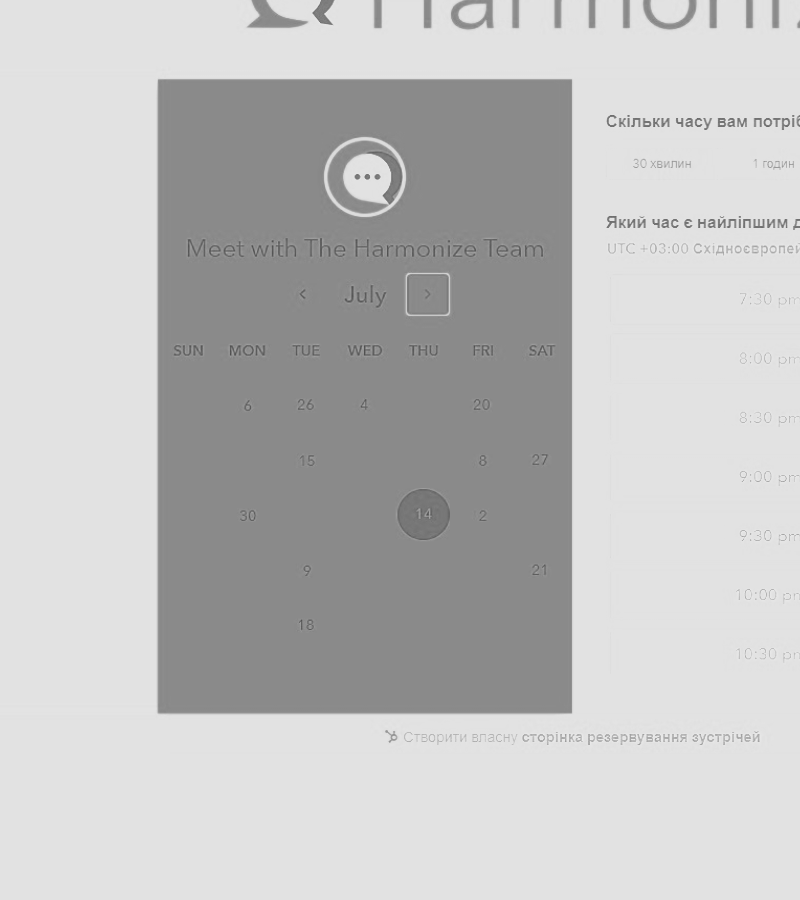 Harmoniz
Meet with The Harmonize Team
July
SUN MON TUE WED THU FRI SAT
6 26 4 20
15 8 27
30 14 2
9 21
18
Скільки часу вам потріб
30 хвилин 1 годин
Який час є найліпшим д
UTC +03:00 Східноєвропей
7:30 pm
8:00 pm
8:30 pm
9:00 pm
9:30 pm
10:00 pm
10:30 pm
Створити власну сторінка резервування зустрічей